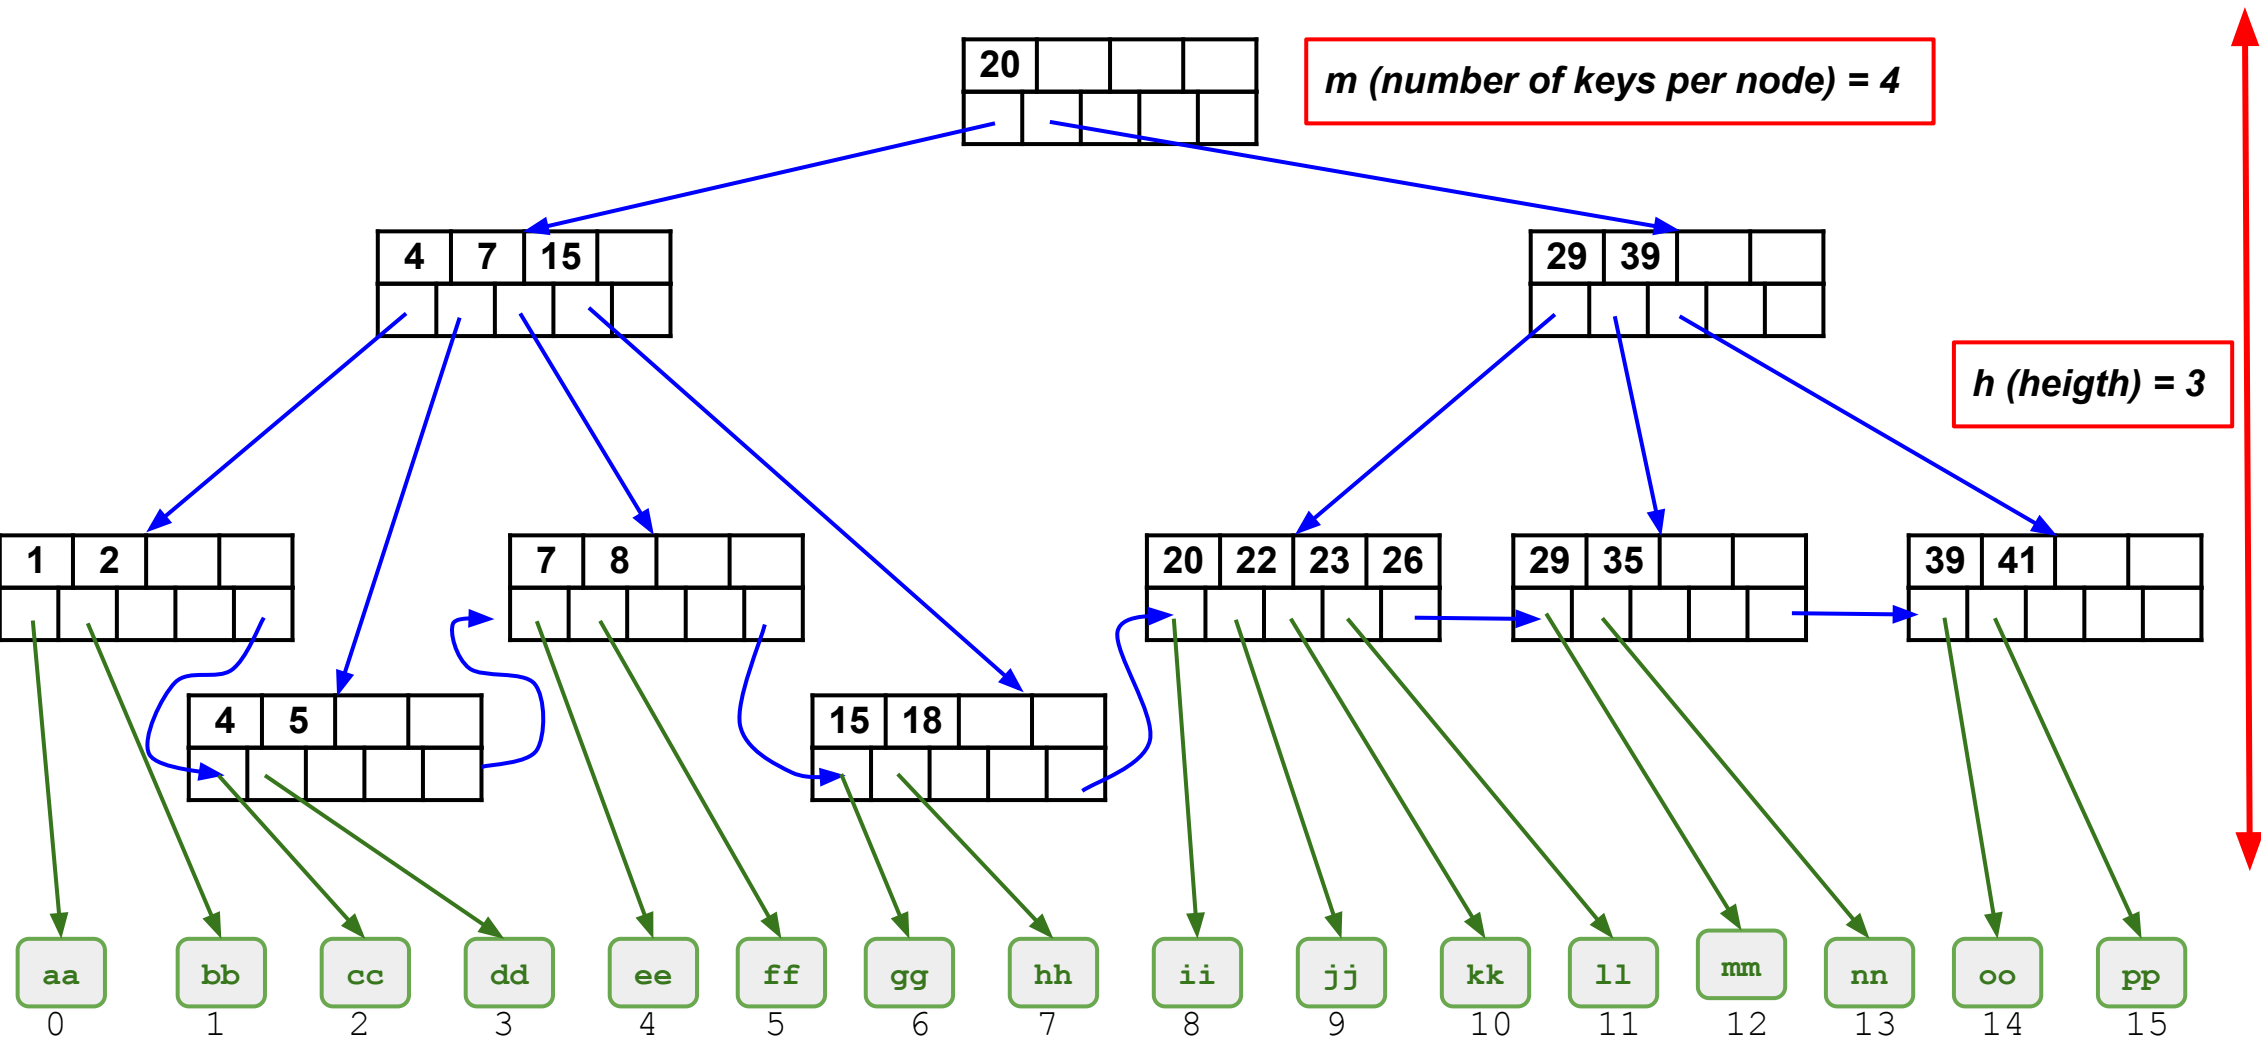 20
m (number of keys per node) = 4
4 7 15
29 39
h (heigth) = 3
1 2
7 8
20 22 23 26
29 35
39 41
4 5
15 18
aa bb cc dd ee ff gg hh ii jj kk ll mm nn oo pp
0 1 2 3 4 5 6 7 8 9 10 11 12 13 14 15